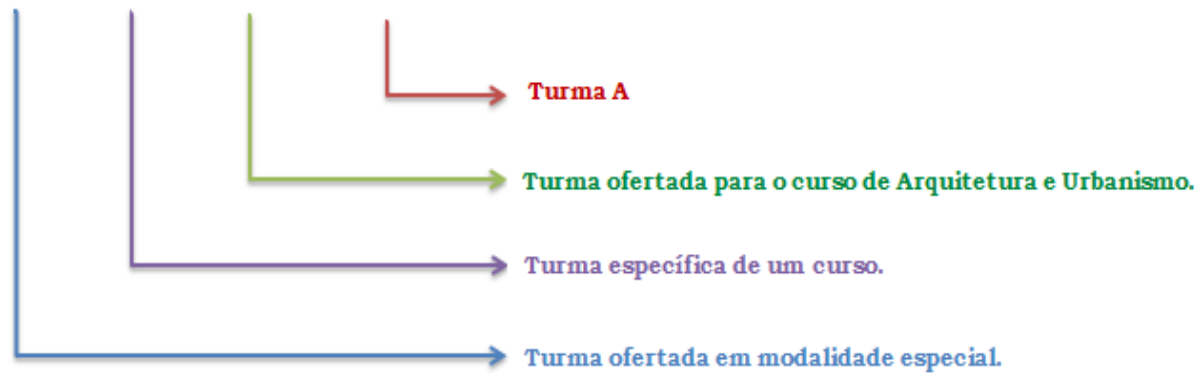 Turma A
Turma ofertada para o curso de Arquitetura e Urbanismo.
Turma específica de um curso.
Turma ofertada em modalidade especial.